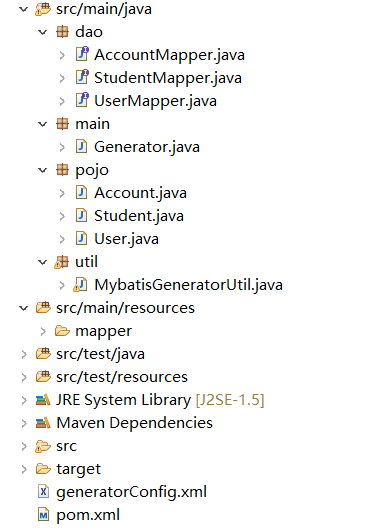 src/main/java
dao
AccountMapper.java
StudentMapper.java
UserMapper.java
main
Generator.java
pojo
Account.java
Student.java
User.java
util
MybatisGeneratorUtil.java
src/main/resources
mapper
src/test/java
src/test/resources
JRE System Library [J2SE-1.5]
Maven Dependencies
src
target
generatorConfig.xml
pom.xml